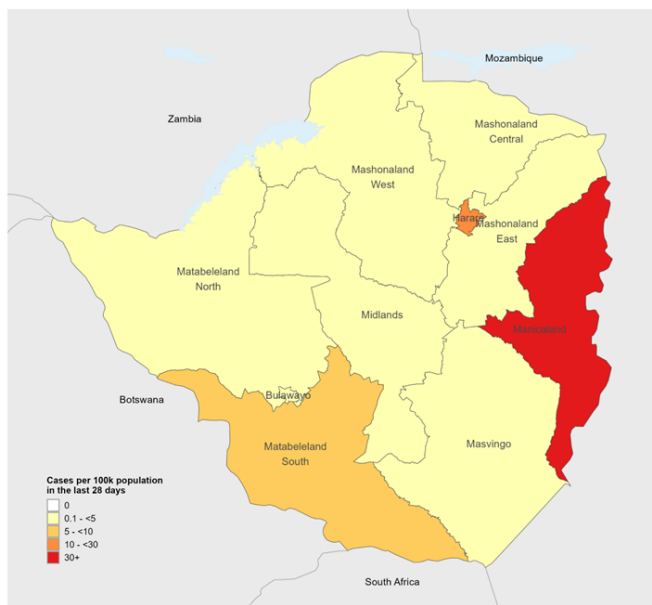 Mozambique
Zambia
Mashonaland
Central
Mashonaland
West
Harare
Mashonaland
East
Matabeleland
North
Midlands
Manicaland
Botswana
Bulawayo
Matabeleland
South
Masvingo
Cases per 100k population
in the last 28 days
0
0.1 - <5
5 - <10
10 - <30
30+
South Africa